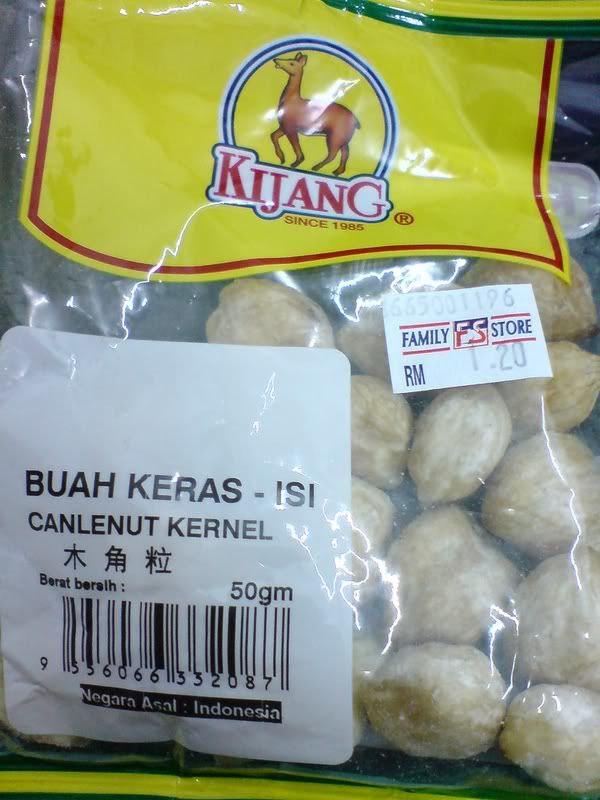 KIJANG ®
SINCE 1985
665001196
FAMILY FS STORE
1.20
RM
BUAH KERAS - ISI
CANLENUT KERNEL
木角粒
Berat bersih :
50gm
9 556066 332087
Negara Asal : Indonesia